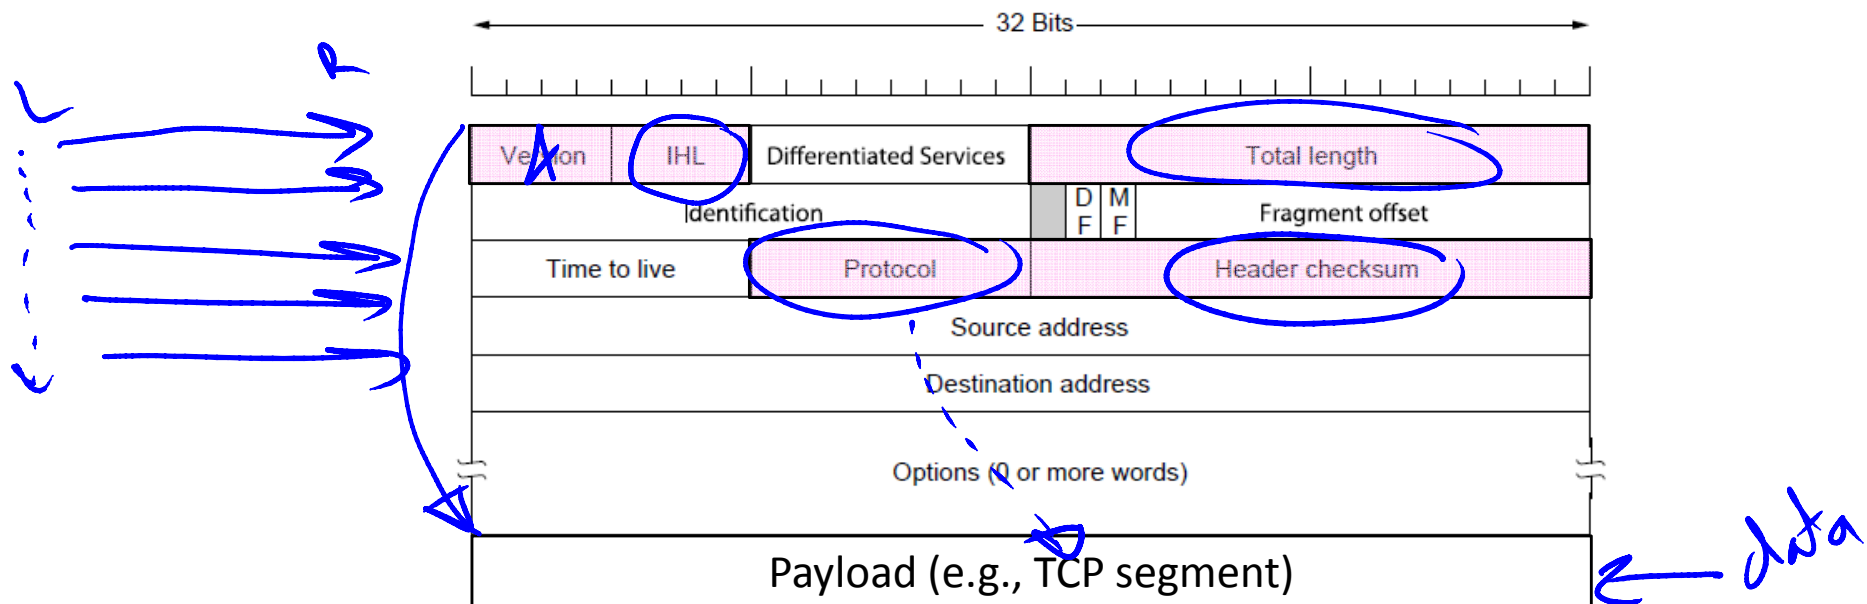 32 Bits
Version IHL Differentiated Services Total length
Identification D F M F Fragment offset
Time to live Protocol Header checksum
Source address
Destination address
Options (0 or more words)
Payload (e.g., TCP segment)
data